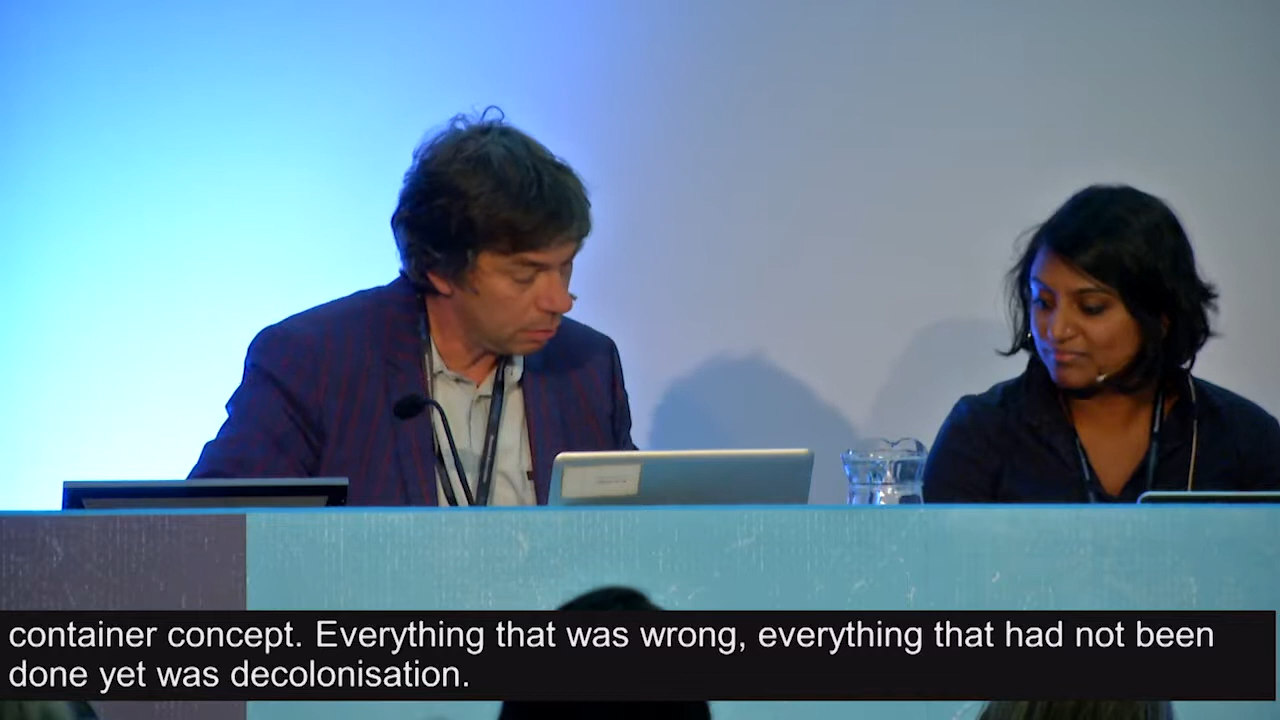 container concept. Everything that was wrong, everything that had not been
done yet was decolonisation.